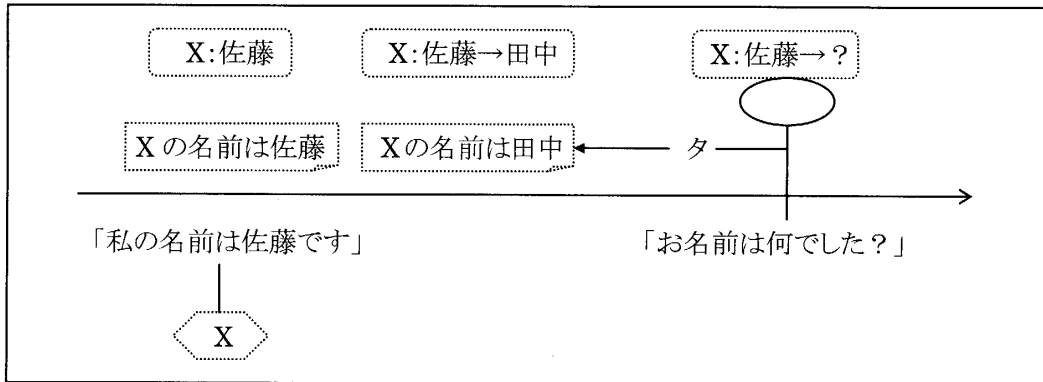 X:佐藤
X:佐藤→田中
X:佐藤→？
Xの名前は佐藤
Xの名前は田中
タ
「私の名前は佐藤です」
「お名前は何でした？」
X